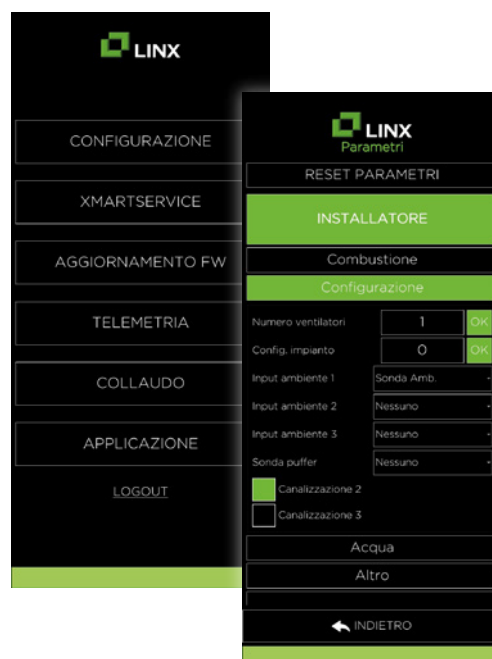 LINX
CONFIGURAZIONE
XMARTSERVICE
AGGIORNAMENTO FW
TELEMETRIA
COLLAUDO
APPLICAZIONE
LOGOUT
LINX
Parametri
RESET PARAMETRI
INSTALLATORE
Combustione
Configurazione
Numero ventilatori 1 OK
Config. impianto 0 OK
Input ambiente 1 Sonda Amb.
Input ambiente 2 Nessuno
Input ambiente 3 Nessuno
Sonda puffer Nessuno
Canalizzazione 2
Canalizzazione 3
Acqua
Altro
INDIETRO